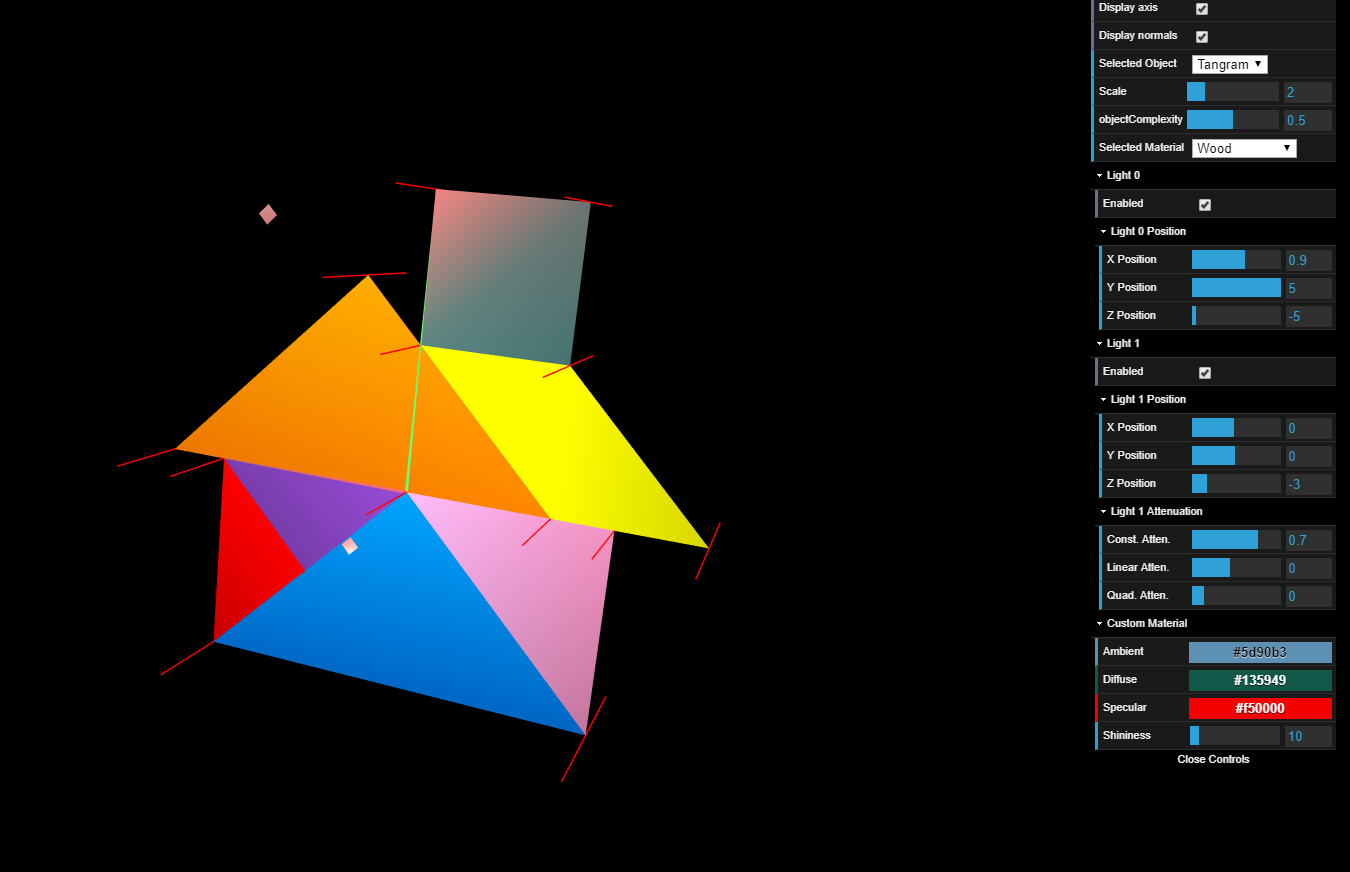 Display axis
Display normals
Selected Object Tangram
Scale 2
objectComplexity 0.5
Selected Material Wood
Light 0
Enabled
Light 0 Position
X Position 0.9
Y Position 5
Z Position -5
Light 1
Enabled
Light 1 Position
X Position 0
Y Position 0
Z Position -3
Light 1 Attenuation
Const. Atten. 0.7
Linear Atten. 0
Quad. Atten. 0
Custom Material
Ambient #5d90b3
Diffuse #135949
Specular #f50000
Shininess 10
Close Controls